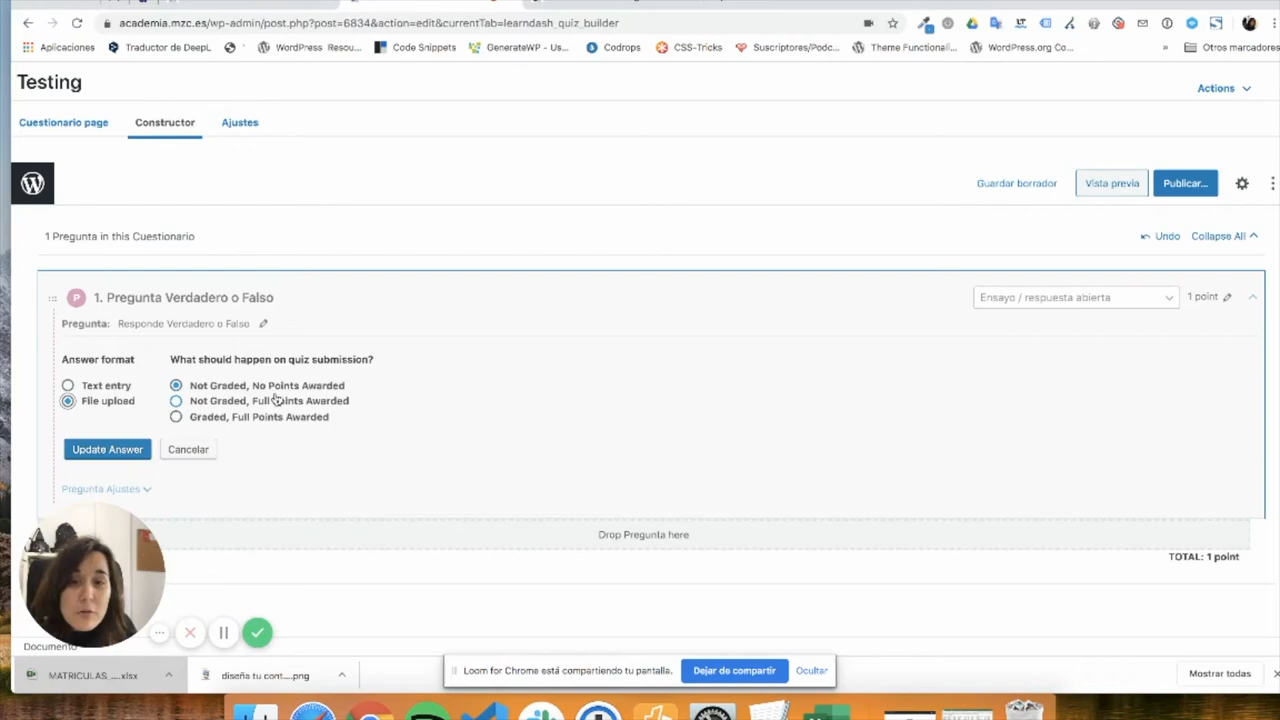 academia.mzc.es/wp-admin/post.php?post=6834&action=edit&currentTab=learndash_quiz_builder
Aplicaciones Traductor de DeepL WordPress Resou... Code Snippets GenerateWP - Us... Codrops CSS-Tricks Suscriptores/Podc... Theme Functionali... WordPress.org Co... » Otros marcadores
Testing
Actions
Cuestionario page Constructor Ajustes
Guardar borrador Vista previa Publicar...
1 Pregunta in this Cuestionario Undo Collapse All
P 1. Pregunta Verdadero o Falso Ensayo / respuesta abierta 1 point
Pregunta: Responde Verdadero o Falso
Answer format What should happen on quiz submission?
Text entry Not Graded, No Points Awarded
File upload Not Graded, Full Points Awarded
Graded, Full Points Awarded
Update Answer Cancelar
Pregunta Ajustes
Drop Pregunta here
TOTAL: 1 point
Documento
MATRICULAS_....xlsx diseña tu cont....png Loom for Chrome está compartiendo tu pantalla. Dejar de compartir Ocultar Mostrar todas